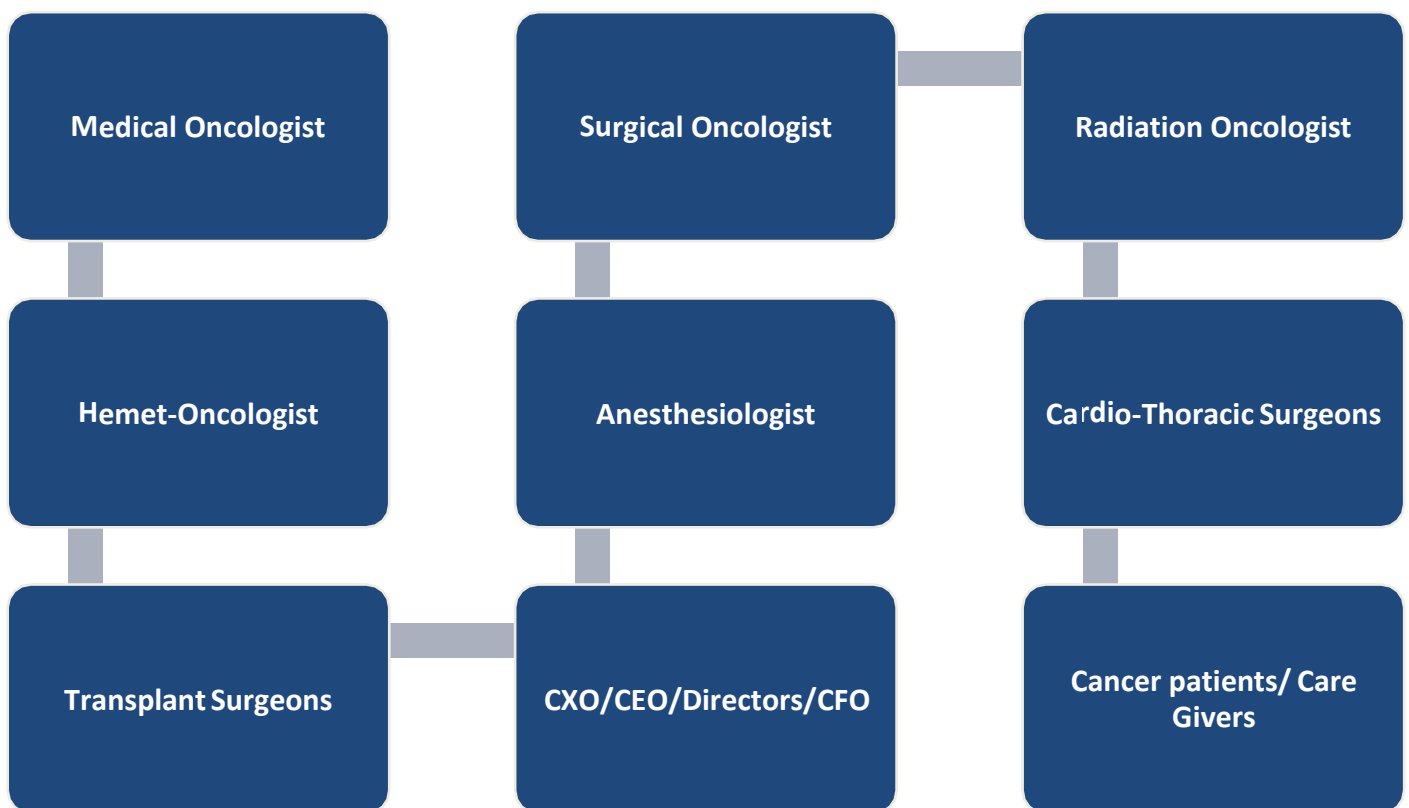 Medical Oncologist
Surgical Oncologist
Radiation Oncologist
Hemet-Oncologist
Anesthesiologist
Cardio-Thoracic Surgeons
Transplant Surgeons
CXO/CEO/Directors/CFO
Cancer patients/ Care
Givers